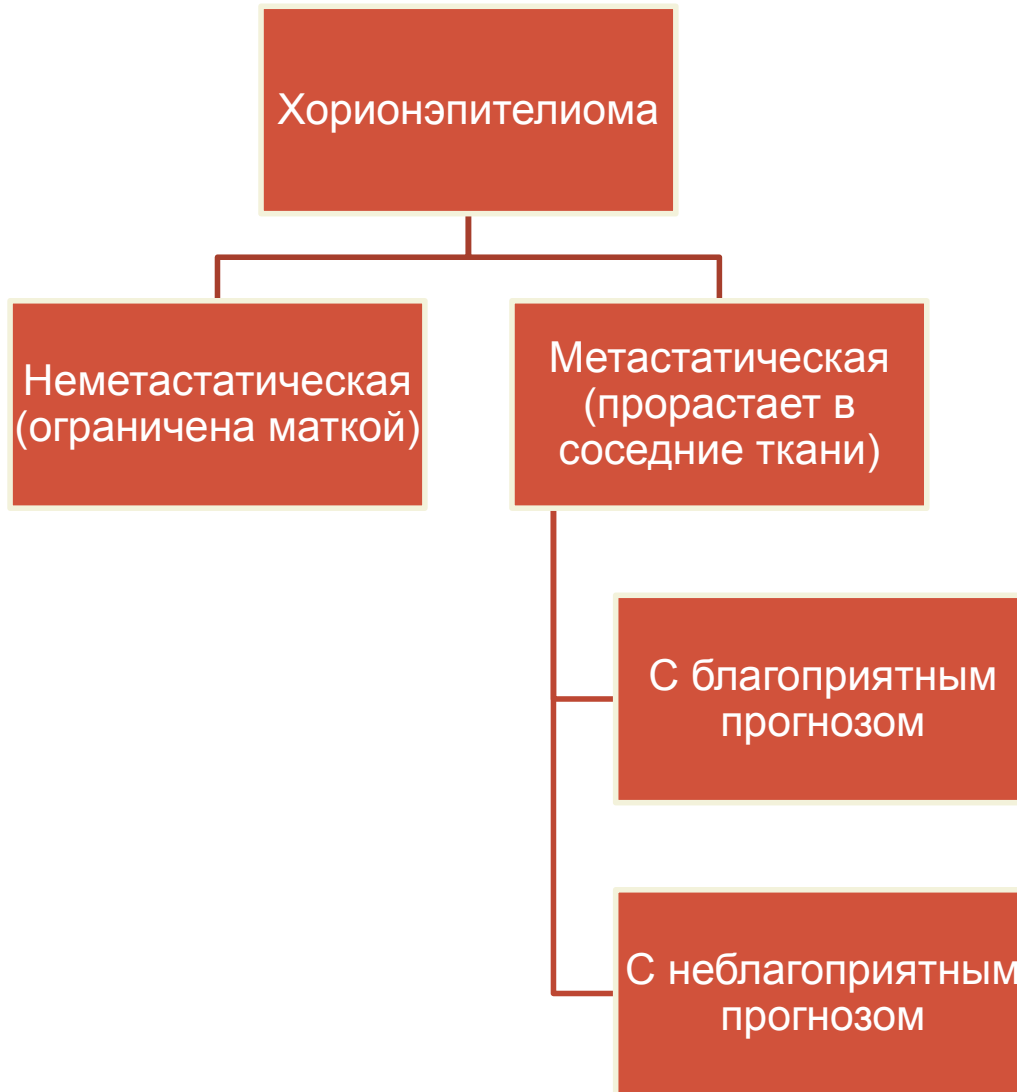 Хорионэпителиома
Неметастатическая
(ограничена маткой)
Метастатическая
(прорастает в
соседние ткани)
С благоприятным
прогнозом
С неблагоприятным
прогнозом